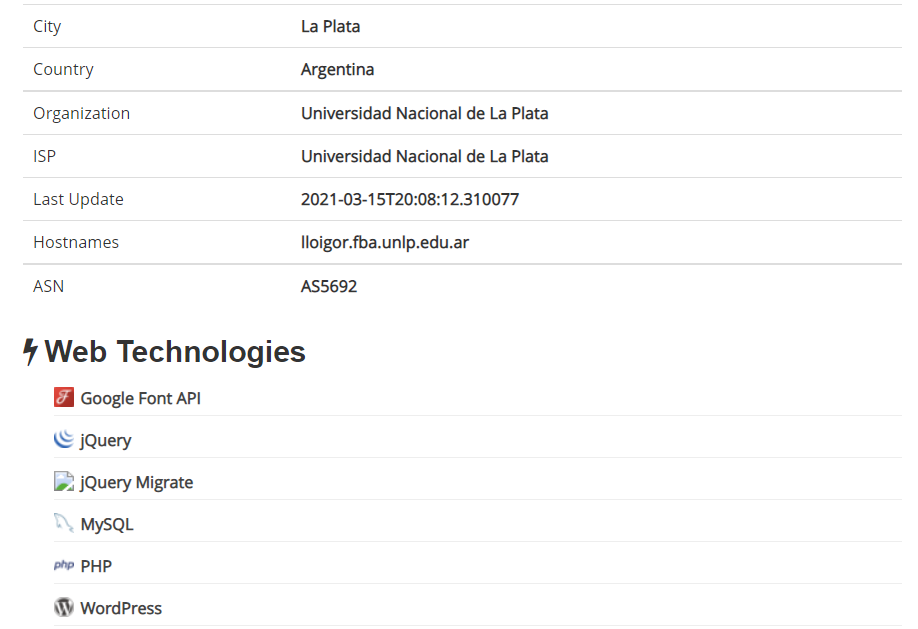 City La Plata
Country Argentina
Organization Universidad Nacional de La Plata
ISP Universidad Nacional de La Plata
Last Update 2021-03-15T20:08:12.310077
Hostnames lloigor.fba.unlp.edu.ar
ASN AS5692
Web Technologies
Google Font API
jQuery
jQuery Migrate
MySQL
php PHP
WordPress